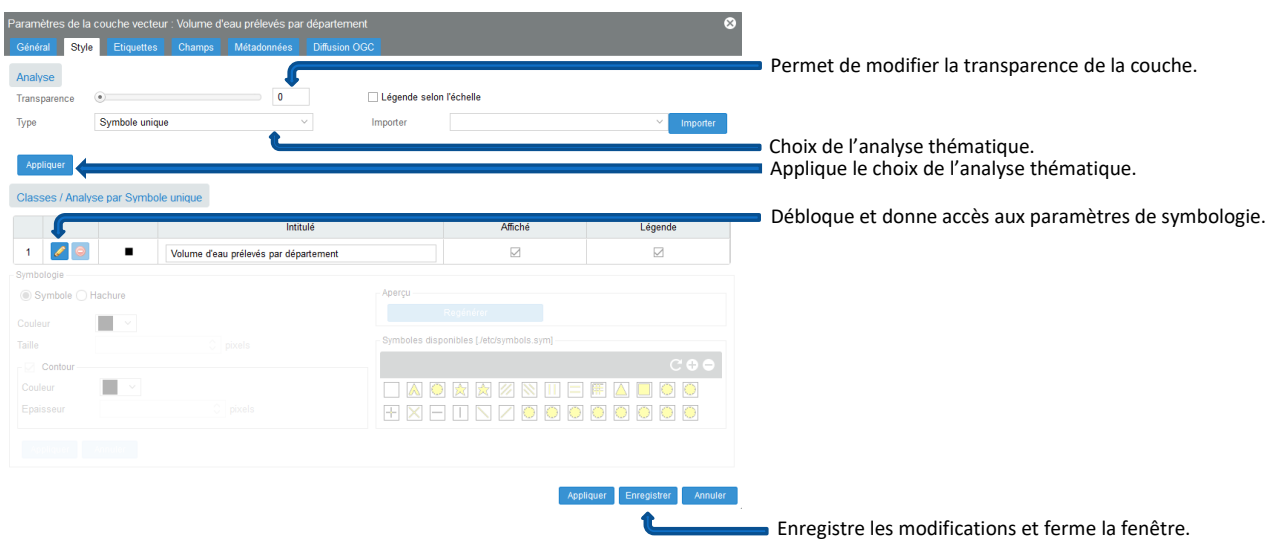 Paramètres de la couche vecteur : Volume d'eau prélevés par département
Général Style Etiquettes Champs Métadonnées Diffusion OGC
Permet de modifier la transparence de la couche.
Analyse
Transparence 0 Légende selon l'échelle
Type Symbole unique Importer Importer
Choix de l'analyse thématique.
Appliquer
Applique le choix de l'analyse thématique.
Classes / Analyse par Symbole unique
Débloque et donne accès aux paramètres de symbologie.
Intitulé Affiché Légende
1 Volume d'eau prélevés par département
Symbologie
Symbole Hachure
Aperçu
Regénérer
Couleur
Taille pixels
Symboles disponibles [./etc/symbols.sym]
Contour
Couleur
Epaisseur pixels
Appliquer Enregistrer Annuler
Enregistre les modifications et ferme la fenêtre.